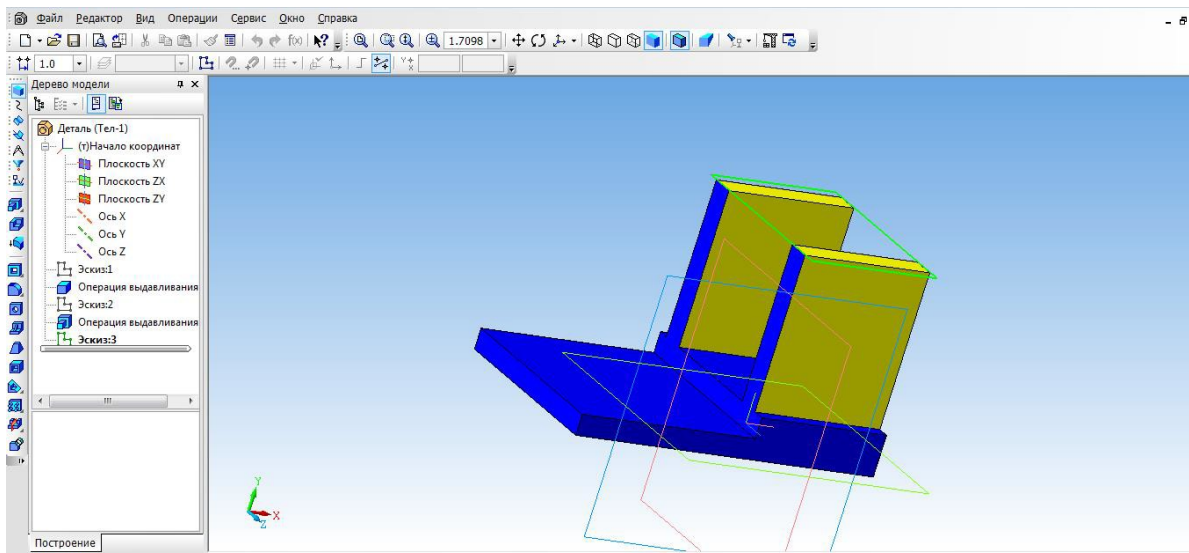 Файл Редактор Вид Операции Сервис Окно Справка
1.7098
1.0
Дерево модели
Деталь (Тел-1)
(т)Начало координат
Плоскость XY
Плоскость ZX
Плоскость ZY
Ось X
Ось Y
Ось Z
Эскиз:1
Операция выдавливания
Эскиз:2
Операция выдавливания
Эскиз:3
Построение
Y
X
Z